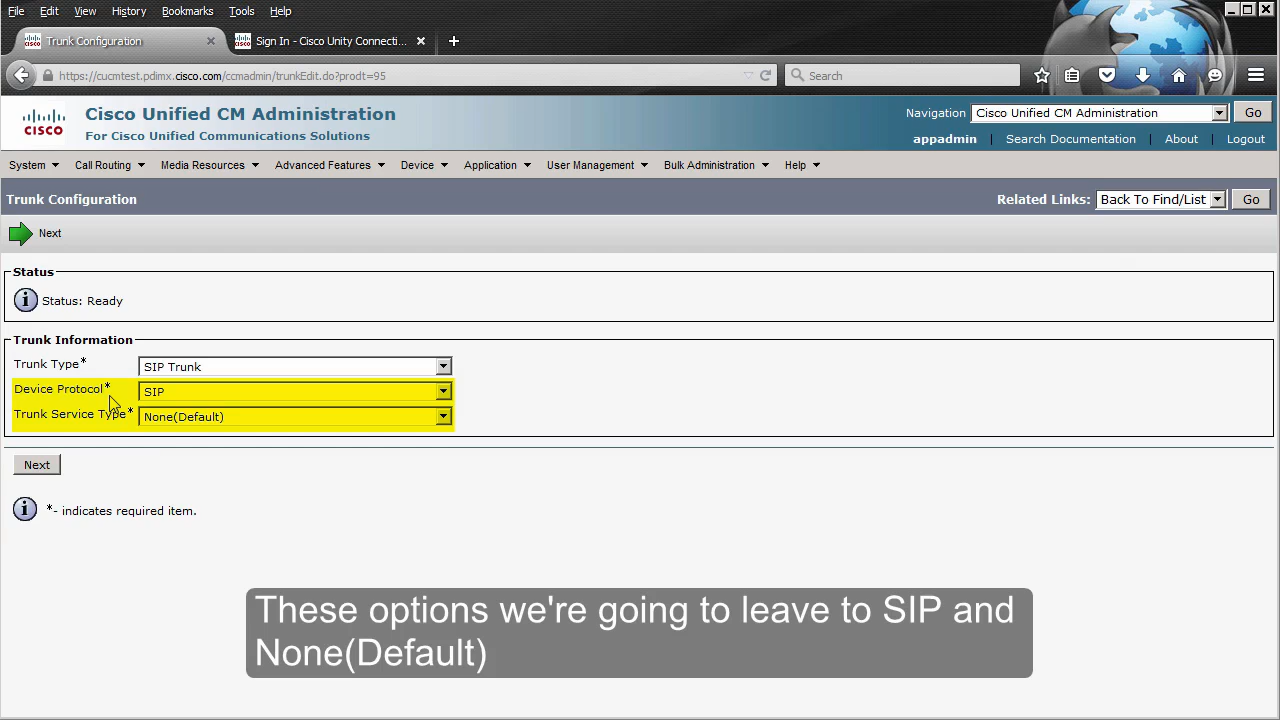 File Edit View History Bookmarks Tools Help
Trunk Configuration Sign In - Cisco Unity Connecti...
https://cucmtest.pdimx.cisco.com/ccmadmin/trunkEdit.do?prodt=95 Search
CISCO Cisco Unified CM Administration
For Cisco Unified Communications Solutions
Navigation Cisco Unified CM Administration Go
appadmin | Search Documentation | About | Logout
System Call Routing Media Resources Advanced Features Device Application User Management Bulk Administration Help
Trunk Configuration Related Links: Back To Find/List Go
Next
Status
i Status: Ready
Trunk Information
Trunk Type* SIP Trunk
Device Protocol* SIP
Trunk Service Type* None(Default)
Next
i *- indicates required item.
These options we're going to leave to SIP and
None(Default)